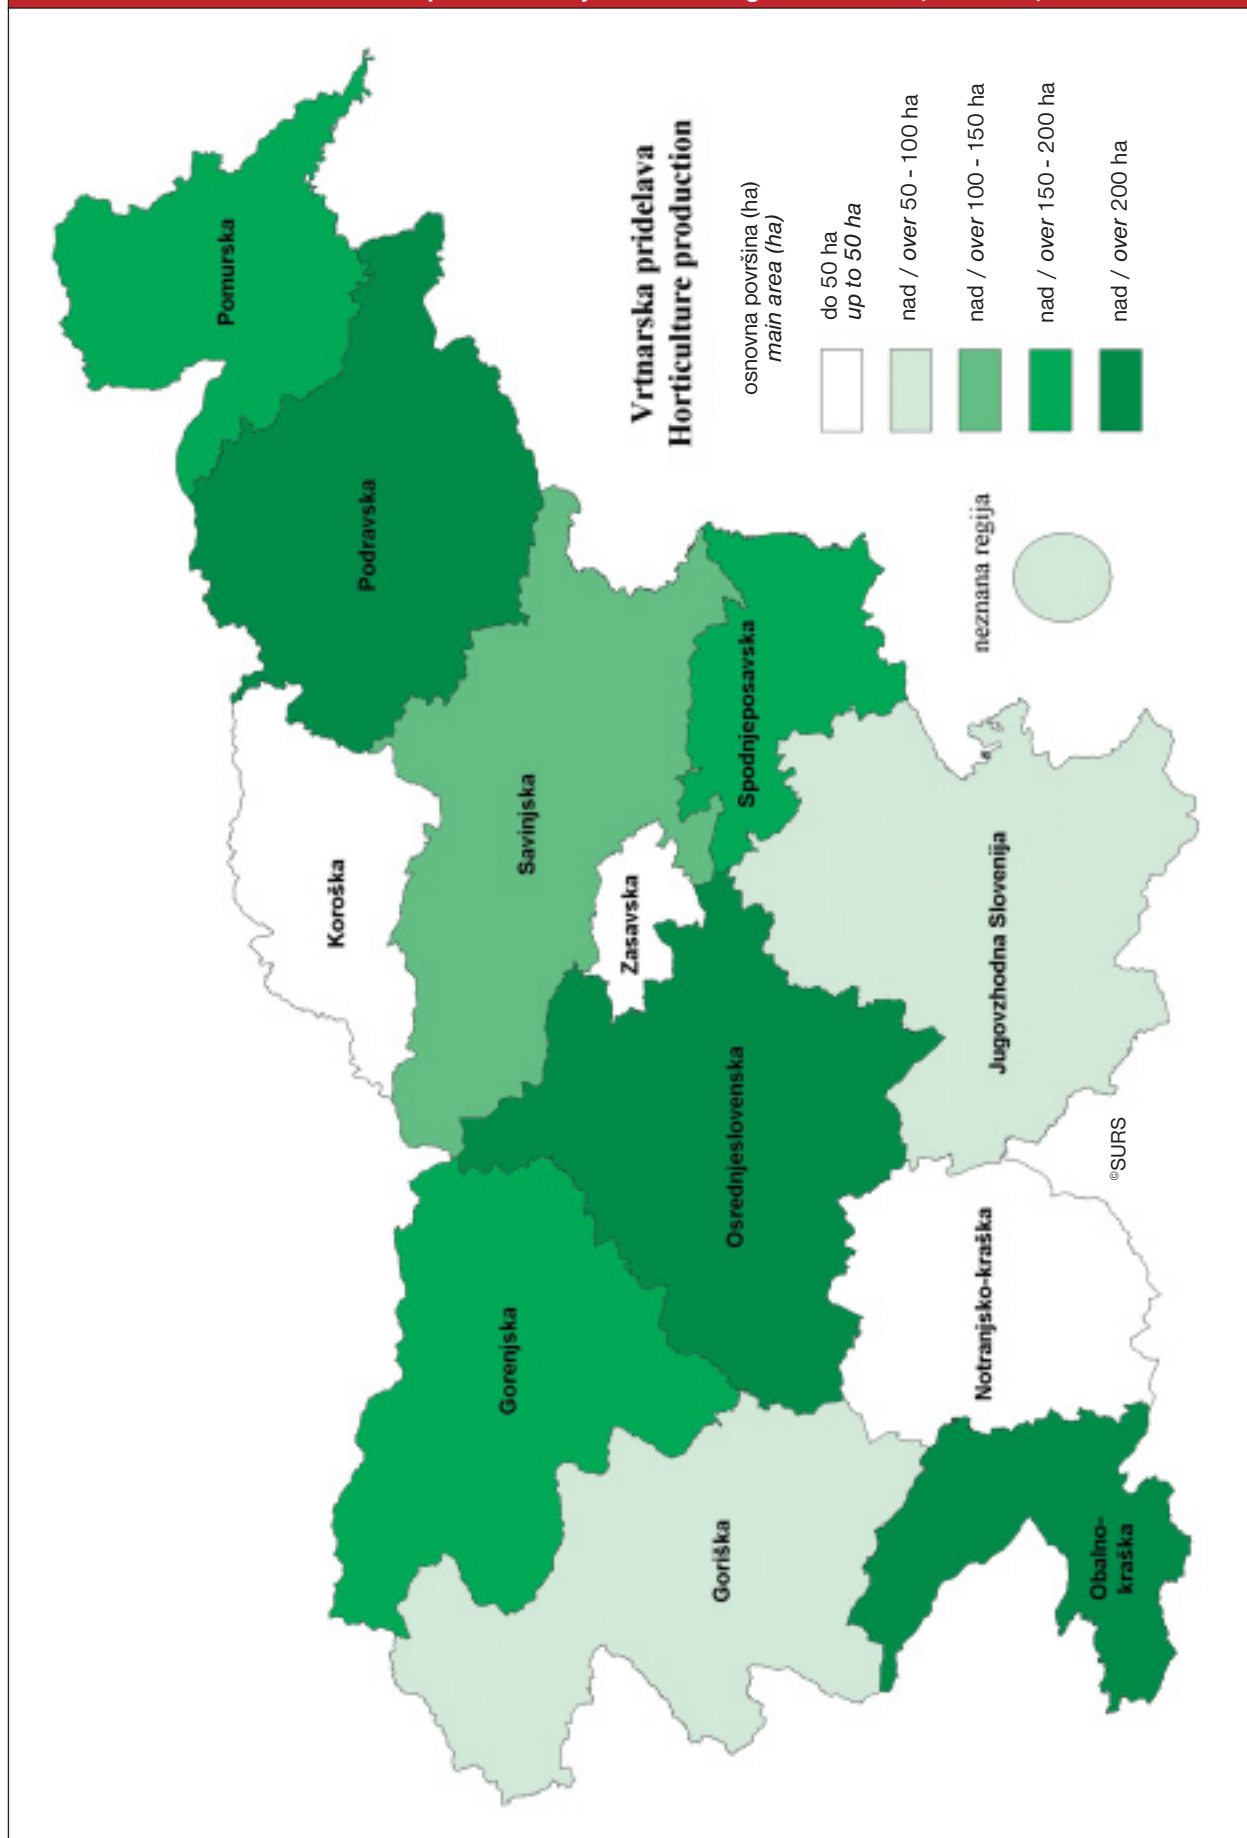 Vrtnarska pridelava
Horticulture production
osnovna površina (ha)
main area (ha)
do 50 ha
up to 50 ha
nad / over 50 - 100 ha
nad / over 100 - 150 ha
nad / over 150 - 200 ha
nad / over 200 ha
neznana regija
Pomurska
Podravska
Koroška
Savinjska
Zasavska
Spodnjeposavska
Gorenjska
Osrednjeslovenska
Jugovzhodna Slovenija
Goriška
Notranjsko-kraška
Obalno-
kraška
©SURS